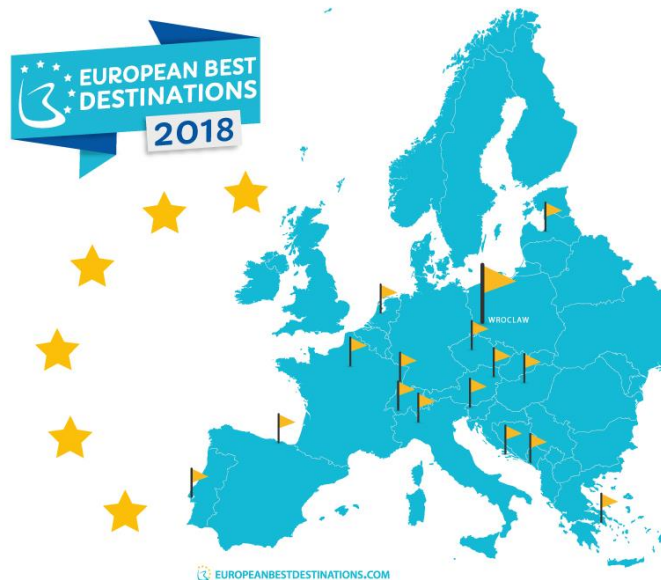 EUROPEAN BEST
DESTINATIONS
2018
WROCLAW
EUROPEANBESTDESTINATIONS.COM